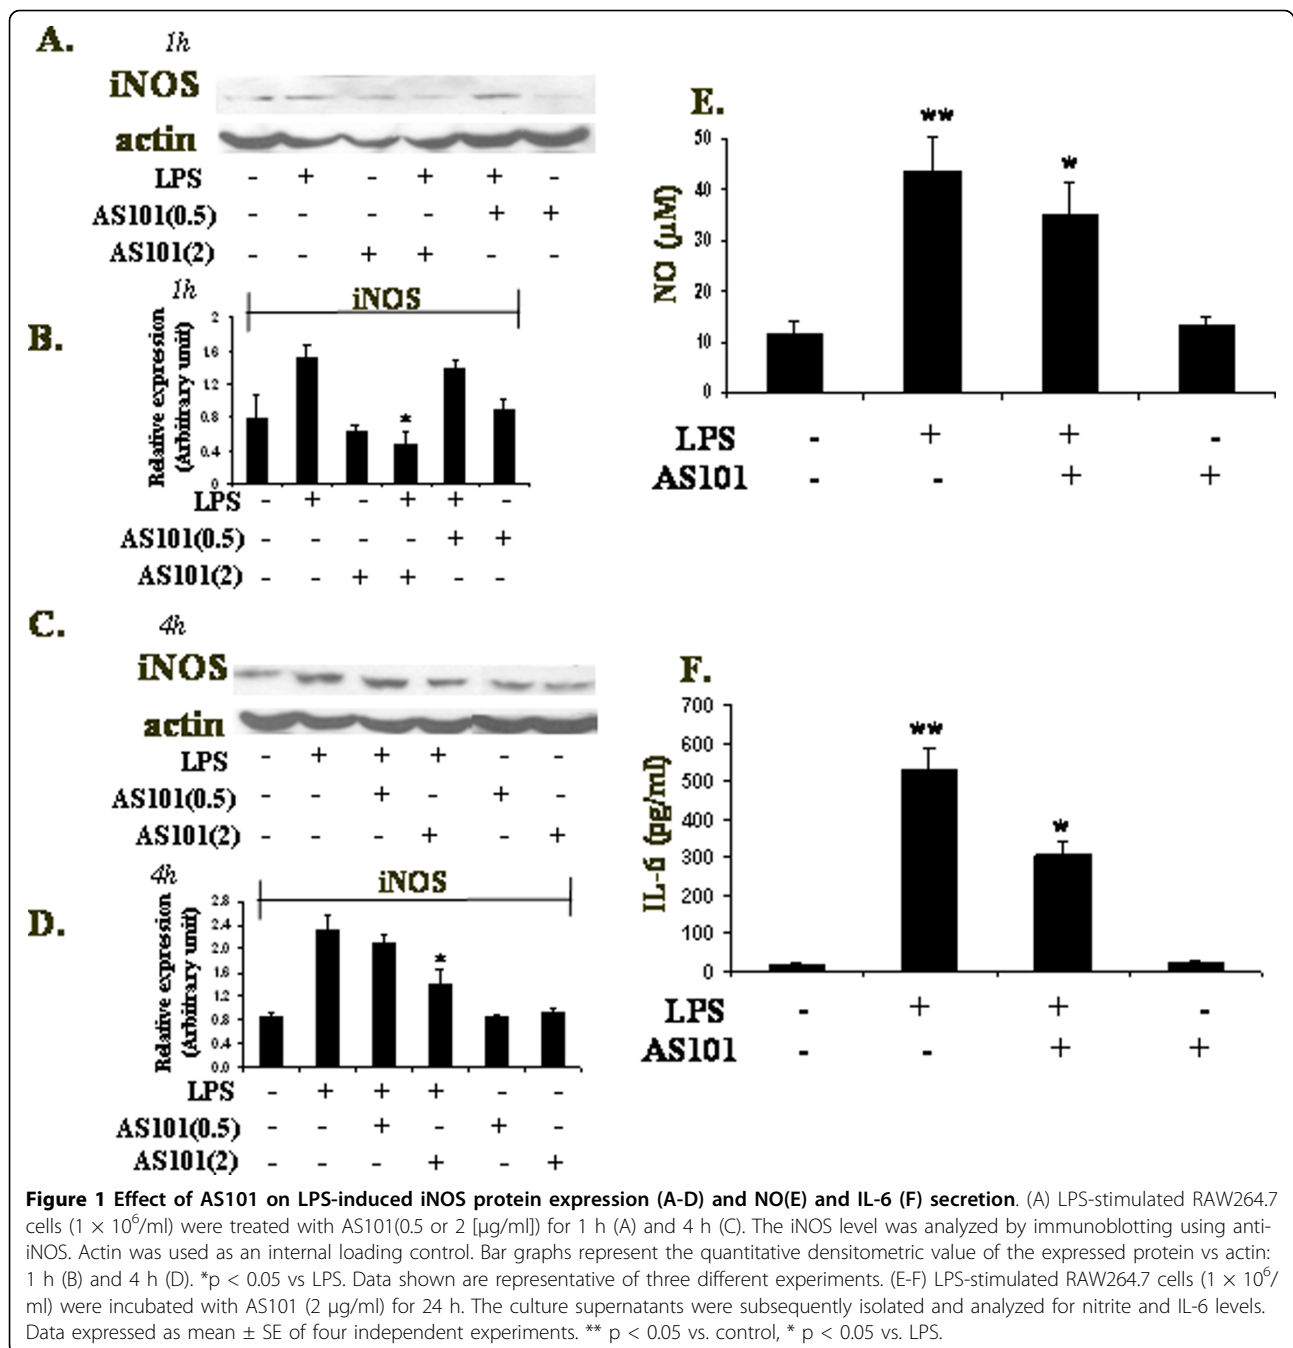 A.
1h
iNOS
actin
LPS - + - + + -
AS101(0.5) - - - - + +
AS101(2) - - + + - -
B.
1h
iNOS
Relative expression
(Arbitrary unit)
2
1.6
1.2
0.8
0.4
0
*
LPS - + - + + -
AS101(0.5) - - - - + +
AS101(2) - - + + - -
C.
4h
iNOS
actin
LPS - + + + - -
AS101(0.5) - - + - + -
AS101(2) - - - + - +
D.
4h
iNOS
Relative expression
(Arbitrary unit)
2.8
2.4
2.0
1.6
1.2
0.8
0.4
0.0
*
LPS - + + + - -
AS101(0.5) - - + - + -
AS101(2) - - - + - +
E.
NO (µM)
50
40
30
20
10
0
**
*
LPS - + + -
AS101 - - + +
F.
IL-6 (pg/ml)
700
600
500
400
300
200
100
0
**
*
LPS - + + -
AS101 - - + +
Figure 1 Effect of AS101 on LPS-induced iNOS protein expression (A-D) and NO(E) and IL-6 (F) secretion. (A) LPS-stimulated RAW264.7
cells (1 × 10⁶/ml) were treated with AS101(0.5 or 2 [µg/ml]) for 1 h (A) and 4 h (C). The iNOS level was analyzed by immunoblotting using anti-
iNOS. Actin was used as an internal loading control. Bar graphs represent the quantitative densitometric value of the expressed protein vs actin:
1 h (B) and 4 h (D). *p < 0.05 vs LPS. Data shown are representative of three different experiments. (E-F) LPS-stimulated RAW264.7 cells (1 × 10⁶/
ml) were incubated with AS101 (2 µg/ml) for 24 h. The culture supernatants were subsequently isolated and analyzed for nitrite and IL-6 levels.
Data expressed as mean ± SE of four independent experiments. ** p < 0.05 vs. control, * p < 0.05 vs. LPS.